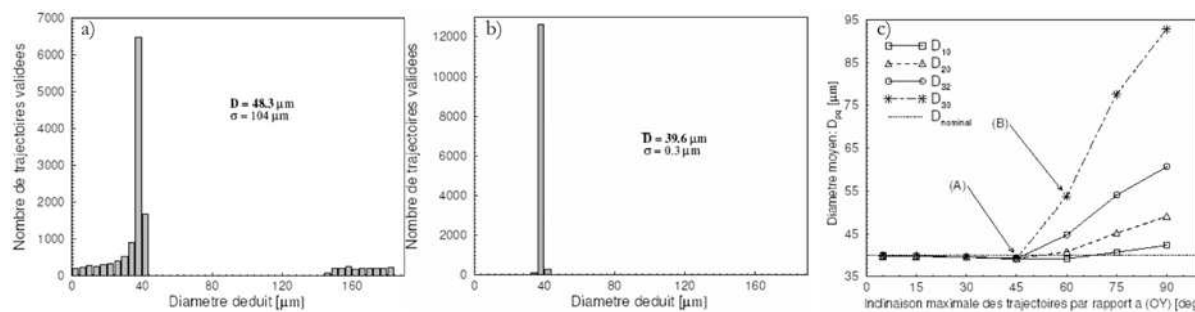 a)
7000
6000
5000
4000
3000
2000
1000
0
Nombre de trajectoires validees
D = 48.3 µm
σ = 104 µm
0 40 80 120 160
Diametre deduit [µm]
b)
12000
10000
8000
6000
4000
2000
0
Nombre de trajectoires validees
D = 39.6 µm
σ = 0.3 µm
0 40 80 120 160
Diametre deduit [µm]
c)
95
85
75
65
55
45
35
Diametre moyen: Dpq [µm]
D10
D20
D32
D30
Dnominal
(B)
(A)
0 15 30 45 60 75 90
Inclinaison maximale des trajectoires par rapport a (OY) [deg